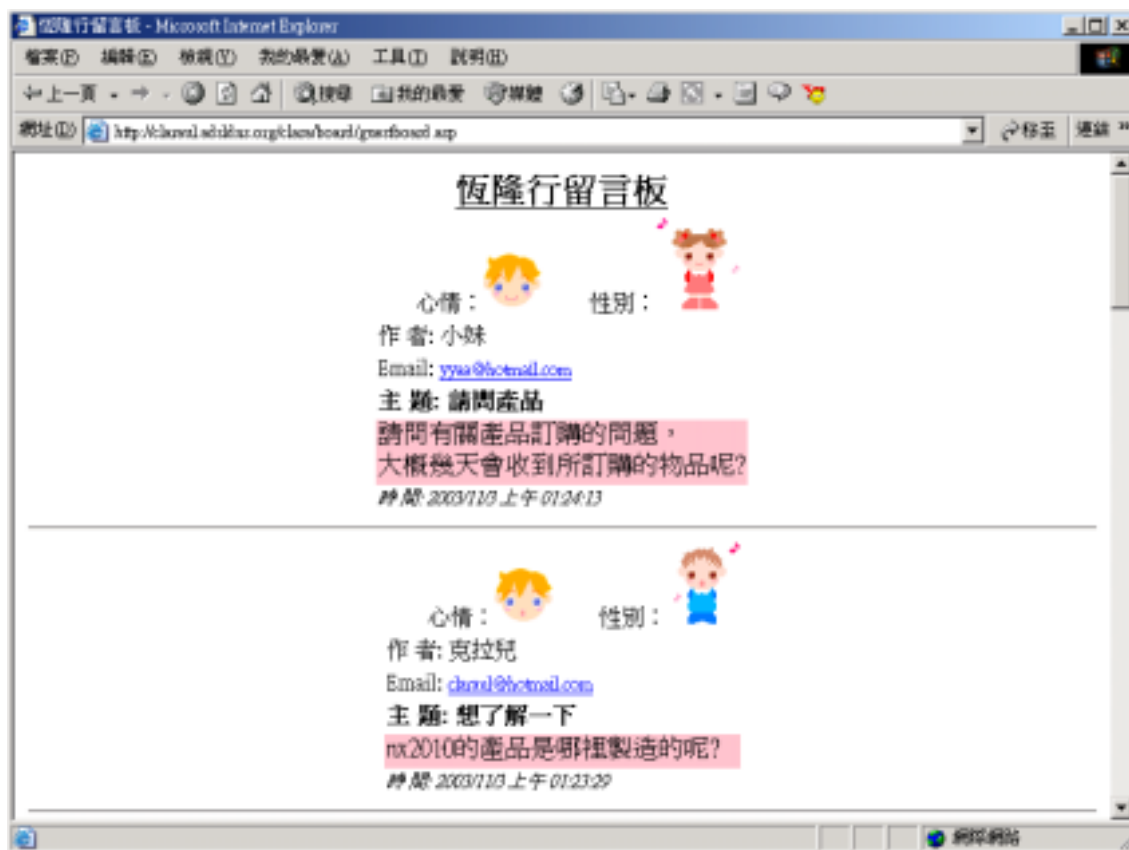 恆隆行留言板 - Microsoft Internet Explorer
檔案(F) 編輯(E) 檢視(V) 我的最愛(A) 工具(T) 說明(H)
上一頁 搜尋 我的最愛 媒體
網址(D) 移至 連結 »
恆隆行留言板
心情： 性別：
作 者: 小妹
Email: @hotmail.com
主 題: 請問產品
請問有關產品訂購的問題，
大概幾天會收到所訂購的物品呢?
時 間: 2003/11/3 上午 01:24:13
心情： 性別：
作 者: 克拉兒
Email: @hotmail.com
主 題: 想了解一下
nx2010的產品是哪裡製造的呢?
時 間: 2003/11/3 上午 01:23:29
網際網路